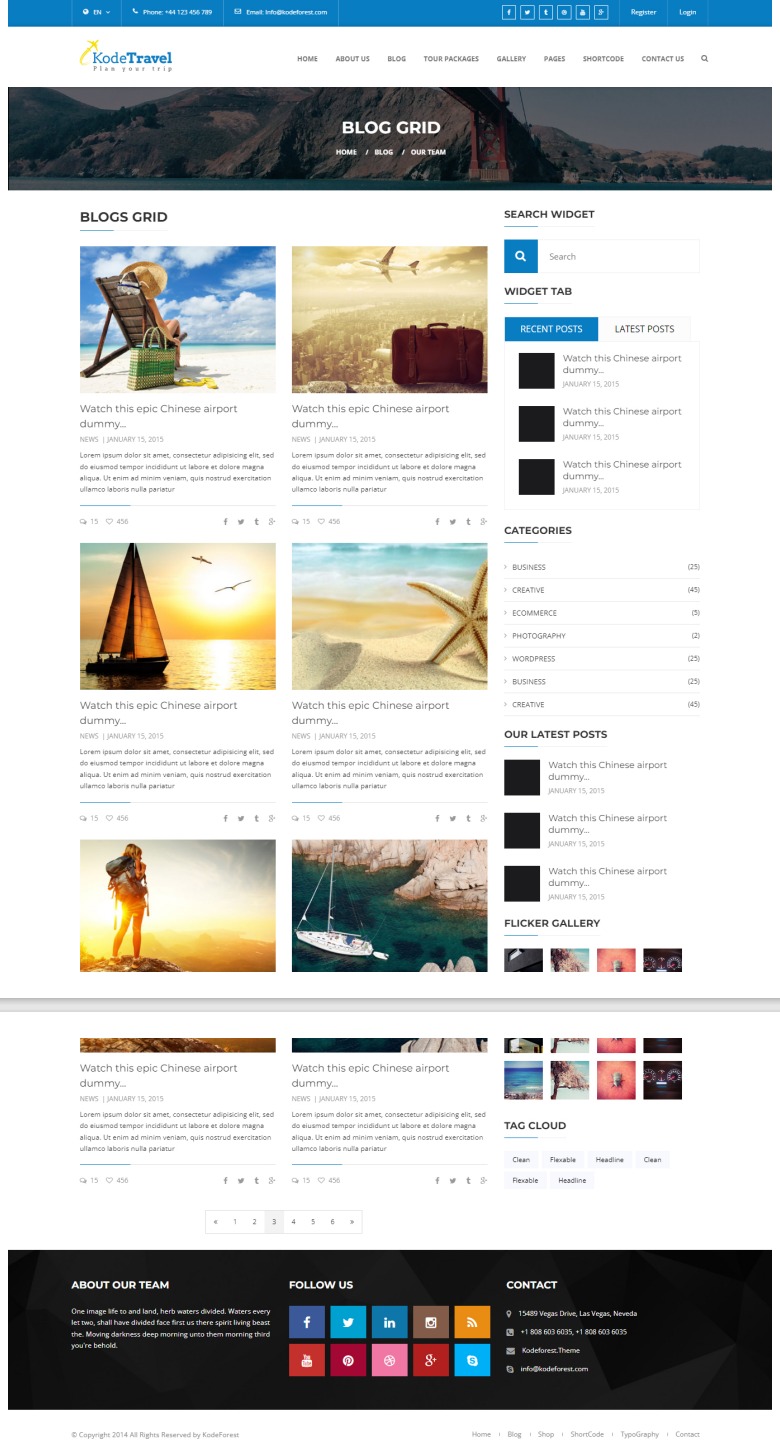 EN
Phone: +44 123 456 789
Email: Info@kodeforest.com
Register
Login
KodeTravel
Plan your trip
HOME ABOUT US BLOG TOUR PACKAGES GALLERY PAGES SHORTCODE CONTACT US
BLOG GRID
HOME / BLOG / OUR TEAM
BLOGS GRID
Watch this epic Chinese airport
dummy...
NEWS | JANUARY 15, 2015
Lorem ipsum dolor sit amet, consectetur adipisicing elit, sed
do eiusmod tempor incididunt ut labore et dolore magna
aliqua. Ut enim ad minim veniam, quis nostrud exercitation
ullamco laboris nulla pariatur
15 456
Watch this epic Chinese airport
dummy...
NEWS | JANUARY 15, 2015
Lorem ipsum dolor sit amet, consectetur adipisicing elit, sed
do eiusmod tempor incididunt ut labore et dolore magna
aliqua. Ut enim ad minim veniam, quis nostrud exercitation
ullamco laboris nulla pariatur
15 456
Watch this epic Chinese airport
dummy...
NEWS | JANUARY 15, 2015
Lorem ipsum dolor sit amet, consectetur adipisicing elit, sed
do eiusmod tempor incididunt ut labore et dolore magna
aliqua. Ut enim ad minim veniam, quis nostrud exercitation
ullamco laboris nulla pariatur
15 456
Watch this epic Chinese airport
dummy...
NEWS | JANUARY 15, 2015
Lorem ipsum dolor sit amet, consectetur adipisicing elit, sed
do eiusmod tempor incididunt ut labore et dolore magna
aliqua. Ut enim ad minim veniam, quis nostrud exercitation
ullamco laboris nulla pariatur
15 456
SEARCH WIDGET
Search
WIDGET TAB
RECENT POSTS LATEST POSTS
Watch this Chinese airport
dummy...
JANUARY 15, 2015
Watch this Chinese airport
dummy...
JANUARY 15, 2015
Watch this Chinese airport
dummy...
JANUARY 15, 2015
CATEGORIES
BUSINESS (25)
CREATIVE (45)
ECOMMERCE (5)
PHOTOGRAPHY (2)
WORDPRESS (25)
BUSINESS (25)
CREATIVE (45)
OUR LATEST POSTS
Watch this Chinese airport
dummy...
JANUARY 15, 2015
Watch this Chinese airport
dummy...
JANUARY 15, 2015
Watch this Chinese airport
dummy...
JANUARY 15, 2015
FLICKER GALLERY
Watch this epic Chinese airport
dummy...
NEWS | JANUARY 15, 2015
Lorem ipsum dolor sit amet, consectetur adipisicing elit, sed
do eiusmod tempor incididunt ut labore et dolore magna
aliqua. Ut enim ad minim veniam, quis nostrud exercitation
ullamco laboris nulla pariatur
15 456
Watch this epic Chinese airport
dummy...
NEWS | JANUARY 15, 2015
Lorem ipsum dolor sit amet, consectetur adipisicing elit, sed
do eiusmod tempor incididunt ut labore et dolore magna
aliqua. Ut enim ad minim veniam, quis nostrud exercitation
ullamco laboris nulla pariatur
15 456
TAG CLOUD
Clean Flexable Headline Clean
Flexable Headline
« 1 2 3 4 5 6 »
ABOUT OUR TEAM
One image life to and land, herb waters divided. Waters every
let two, shall have divided face first us there spirit living beast
the. Moving darkness deep morning unto them morning third
you're behold.
FOLLOW US
CONTACT
15489 Vegas Drive, Las Vegas, Neveda
+1 808 603 6035, +1 808 603 6035
Kodeforest.Theme
info@kodeforest.com
© Copyright 2014 All Rights Reserved by KodeForest
Home | Blog | Shop | ShortCode | TypoGraphy | Contact